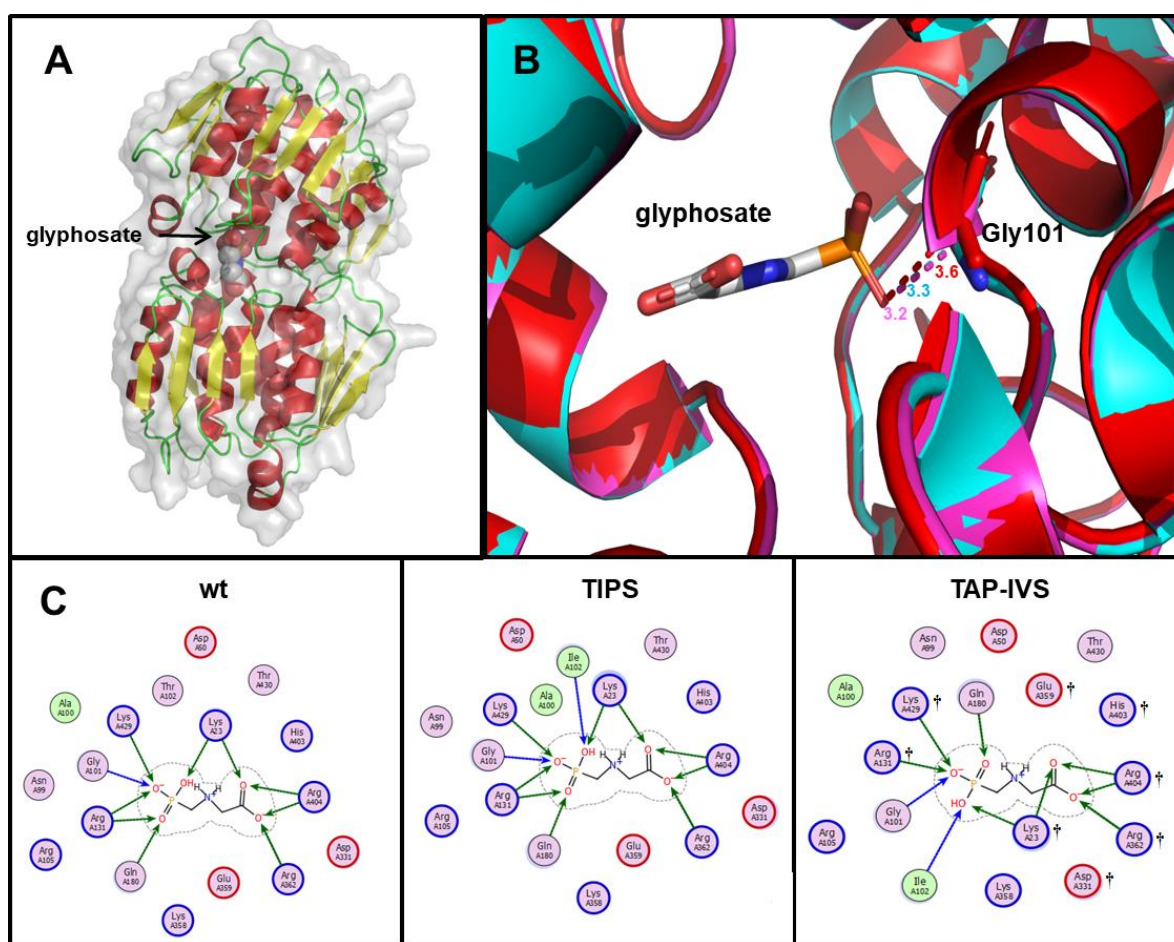 A
glyphosate
B
glyphosate
Gly101
3.6
3.3
3.2
C
wt
Asp
A60
Thr
A430
Thr
A102
Ala
A100
Lys
A429
Lys
A23
His
A403
Gly
A101
OH
H
H
O⁻
P
N⁺
O
O
O
Asn
A99
Arg
A404
Arg
A131
Arg
A105
Asp
A331
Gln
A180
Glu
A359
Arg
A362
Lys
A358
TIPS
Asp
A60
Thr
A430
Ile
A102
Ala
A100
Lys
A23
His
A403
Asn
A99
Lys
A429
Gly
A101
OH
H
H
O⁻
P
N⁺
O
O
O
Arg
A404
Arg
A131
Arg
A105
Asp
A331
Gln
A180
Glu
A359
Arg
A362
Lys
A358
TAP-IVS
Asn
A99
Asp
A50
Thr
A430
Ala
A100
Lys
A429
†
Gln
A180
Glu
A359
†
His
A403
†
Arg
A131
†
O⁻
O
P
HO
H
H
N⁺
O
O
Arg
A404
†
Gly
A101
Arg
A105
Lys
A23
†
Arg
A362
†
Ile
A102
Lys
A358
Asp
A331
†